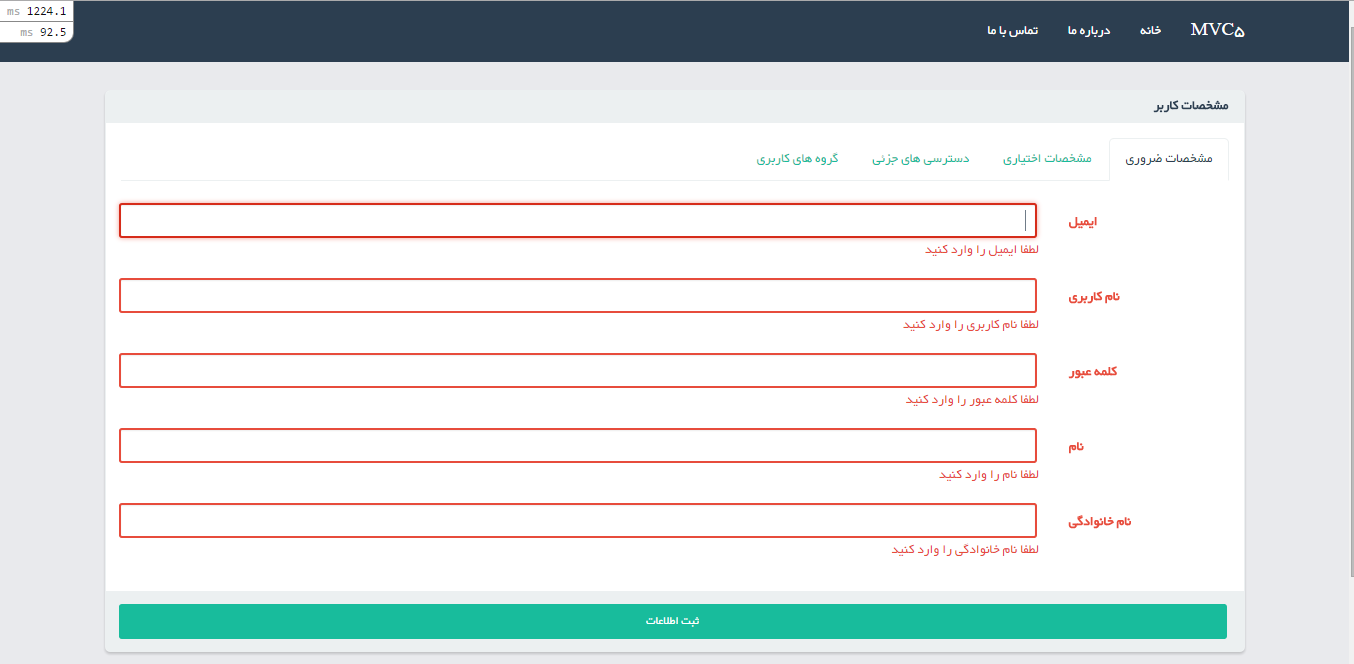 ms 1224.1
ms 92.5
MVC۵ خانه درباره ما تماس با ما
مشخصات کاربر
مشخصات ضروری مشخصات اختیاری دسترسی های جزئی گروه های کاربری
ایمیل
لطفا ایمیل را وارد کنید
نام کاربری
لطفا نام کاربری را وارد کنید
کلمه عبور
لطفا کلمه عبور را وارد کنید
نام
لطفا نام را وارد کنید
نام خانوادگی
لطفا نام خانوادگی را وارد کنید
ثبت اطلاعات